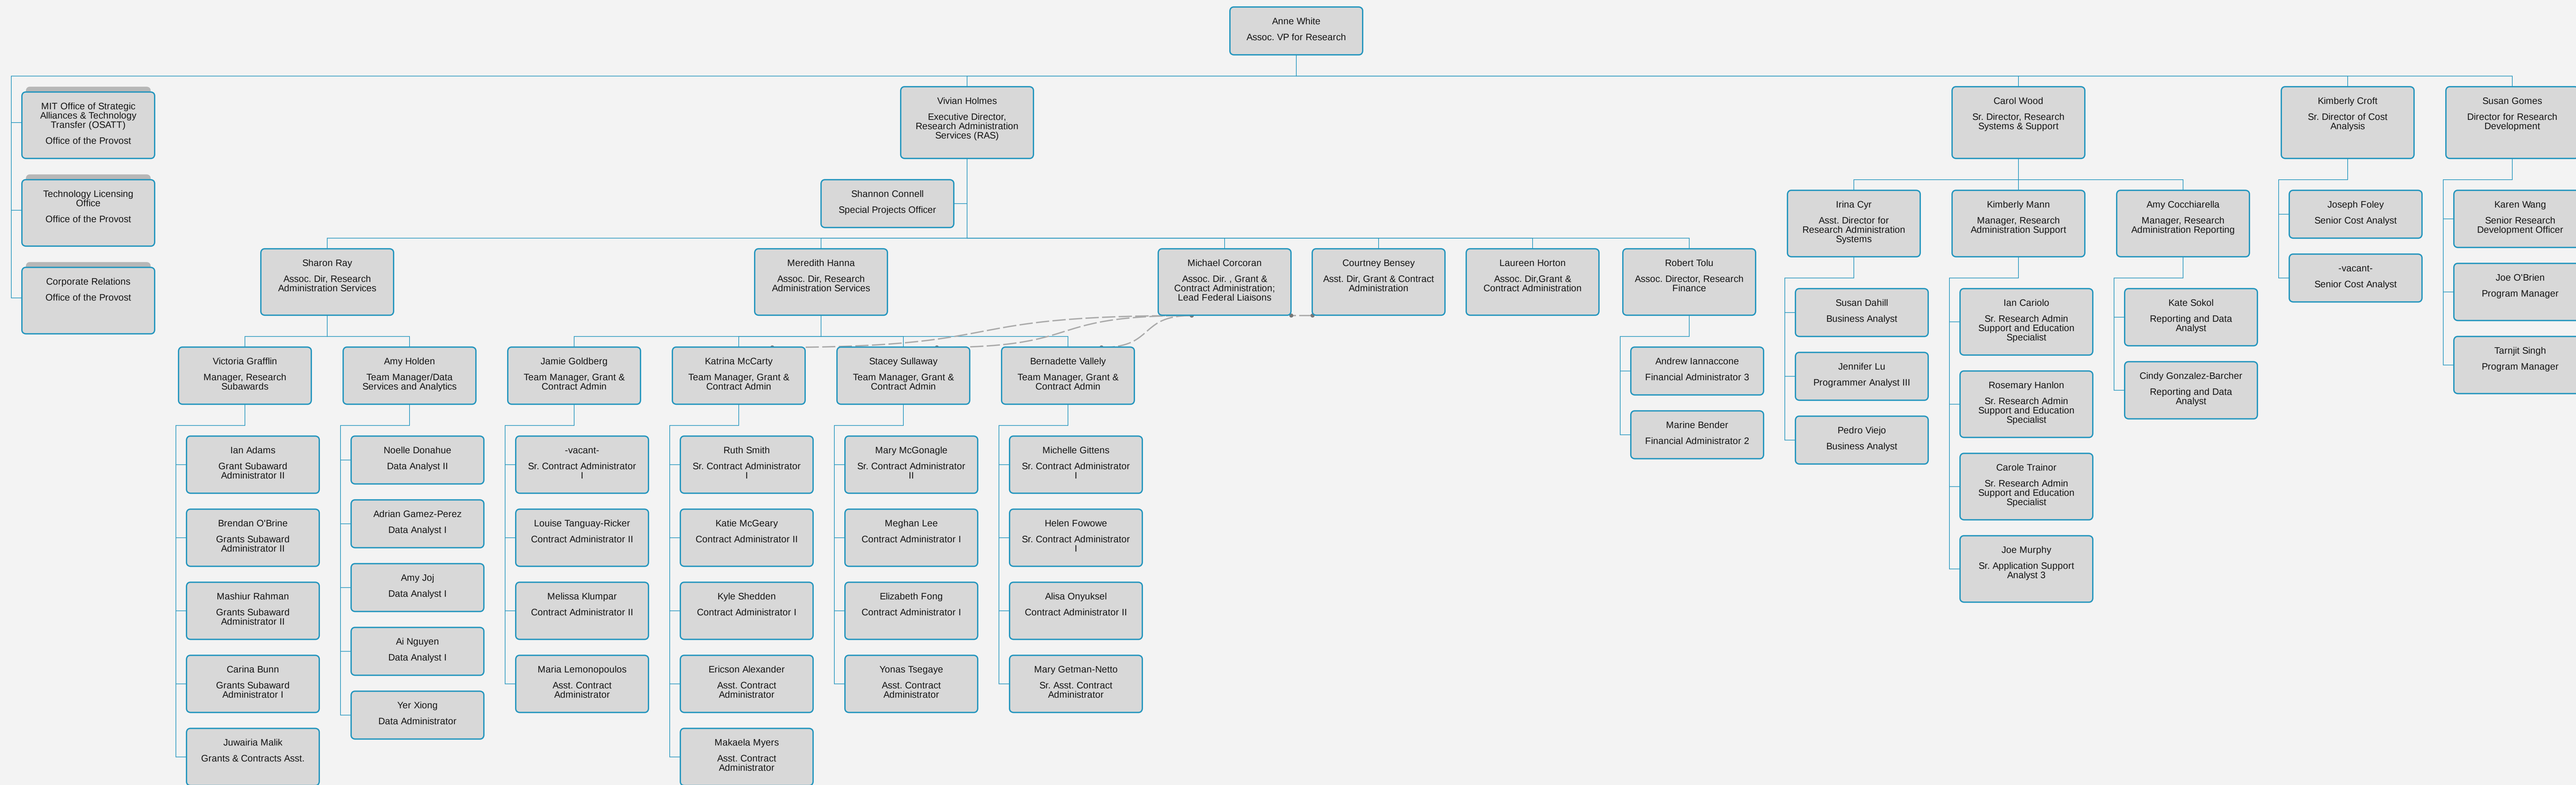 Anne White
Assoc. VP for Research
MIT Office of Strategic
Alliances & Technology
Transfer (OSATT)
Office of the Provost
Technology Licensing
Office
Office of the Provost
Corporate Relations
Office of the Provost
Vivian Holmes
Executive Director,
Research Administration
Services (RAS)
Carol Wood
Sr. Director, Research
Systems & Support
Kimberly Croft
Sr. Director of Cost
Analysis
Susan Gomes
Director for Research
Development
Shannon Connell
Special Projects Officer
Sharon Ray
Assoc. Dir, Research
Administration Services
Meredith Hanna
Assoc. Dir, Research
Administration Services
Michael Corcoran
Assoc. Dir. , Grant &
Contract Administration;
Lead Federal Liaisons
Courtney Bensey
Asst. Dir, Grant & Contract
Administration
Laureen Horton
Assoc. Dir,Grant &
Contract Administration
Robert Tolu
Assoc. Director, Research
Finance
Victoria Grafflin
Manager, Research
Subawards
Amy Holden
Team Manager/Data
Services and Analytics
Jamie Goldberg
Team Manager, Grant &
Contract Admin
Katrina McCarty
Team Manager, Grant &
Contract Admin
Stacey Sullaway
Team Manager, Grant &
Contract Admin
Bernadette Vallely
Team Manager, Grant &
Contract Admin
Ian Adams
Grant Subaward
Administrator II
Brendan O'Brine
Grants Subaward
Administrator II
Mashiur Rahman
Grants Subaward
Administrator II
Carina Bunn
Grants Subaward
Administrator I
Juwairia Malik
Grants & Contracts Asst.
Noelle Donahue
Data Analyst II
Adrian Gamez-Perez
Data Analyst I
Amy Joj
Data Analyst I
Ai Nguyen
Data Analyst I
Yer Xiong
Data Administrator
-vacant-
Sr. Contract Administrator
I
Louise Tanguay-Ricker
Contract Administrator II
Melissa Klumpar
Contract Administrator II
Maria Lemonopoulos
Asst. Contract
Administrator
Ruth Smith
Sr. Contract Administrator
I
Katie McGeary
Contract Administrator II
Kyle Shedden
Contract Administrator I
Ericson Alexander
Asst. Contract
Administrator
Makaela Myers
Asst. Contract
Administrator
Mary McGonagle
Sr. Contract Administrator
II
Meghan Lee
Contract Administrator I
Elizabeth Fong
Contract Administrator I
Yonas Tsegaye
Asst. Contract
Administrator
Michelle Gittens
Sr. Contract Administrator
I
Helen Fowowe
Sr. Contract Administrator
I
Alisa Onyuksel
Contract Administrator II
Mary Getman-Netto
Sr. Asst. Contract
Administrator
Andrew Iannaccone
Financial Administrator 3
Marine Bender
Financial Administrator 2
Irina Cyr
Asst. Director for
Research Administration
Systems
Susan Dahill
Business Analyst
Jennifer Lu
Programmer Analyst III
Pedro Viejo
Business Analyst
Kimberly Mann
Manager, Research
Administration Support
Ian Cariolo
Sr. Research Admin
Support and Education
Specialist
Rosemary Hanlon
Sr. Research Admin
Support and Education
Specialist
Carole Trainor
Sr. Research Admin
Support and Education
Specialist
Joe Murphy
Sr. Application Support
Analyst 3
Amy Cocchiarella
Manager, Research
Administration Reporting
Kate Sokol
Reporting and Data
Analyst
Cindy Gonzalez-Barcher
Reporting and Data
Analyst
Joseph Foley
Senior Cost Analyst
-vacant-
Senior Cost Analyst
Karen Wang
Senior Research
Development Officer
Joe O'Brien
Program Manager
Tarnjit Singh
Program Manager